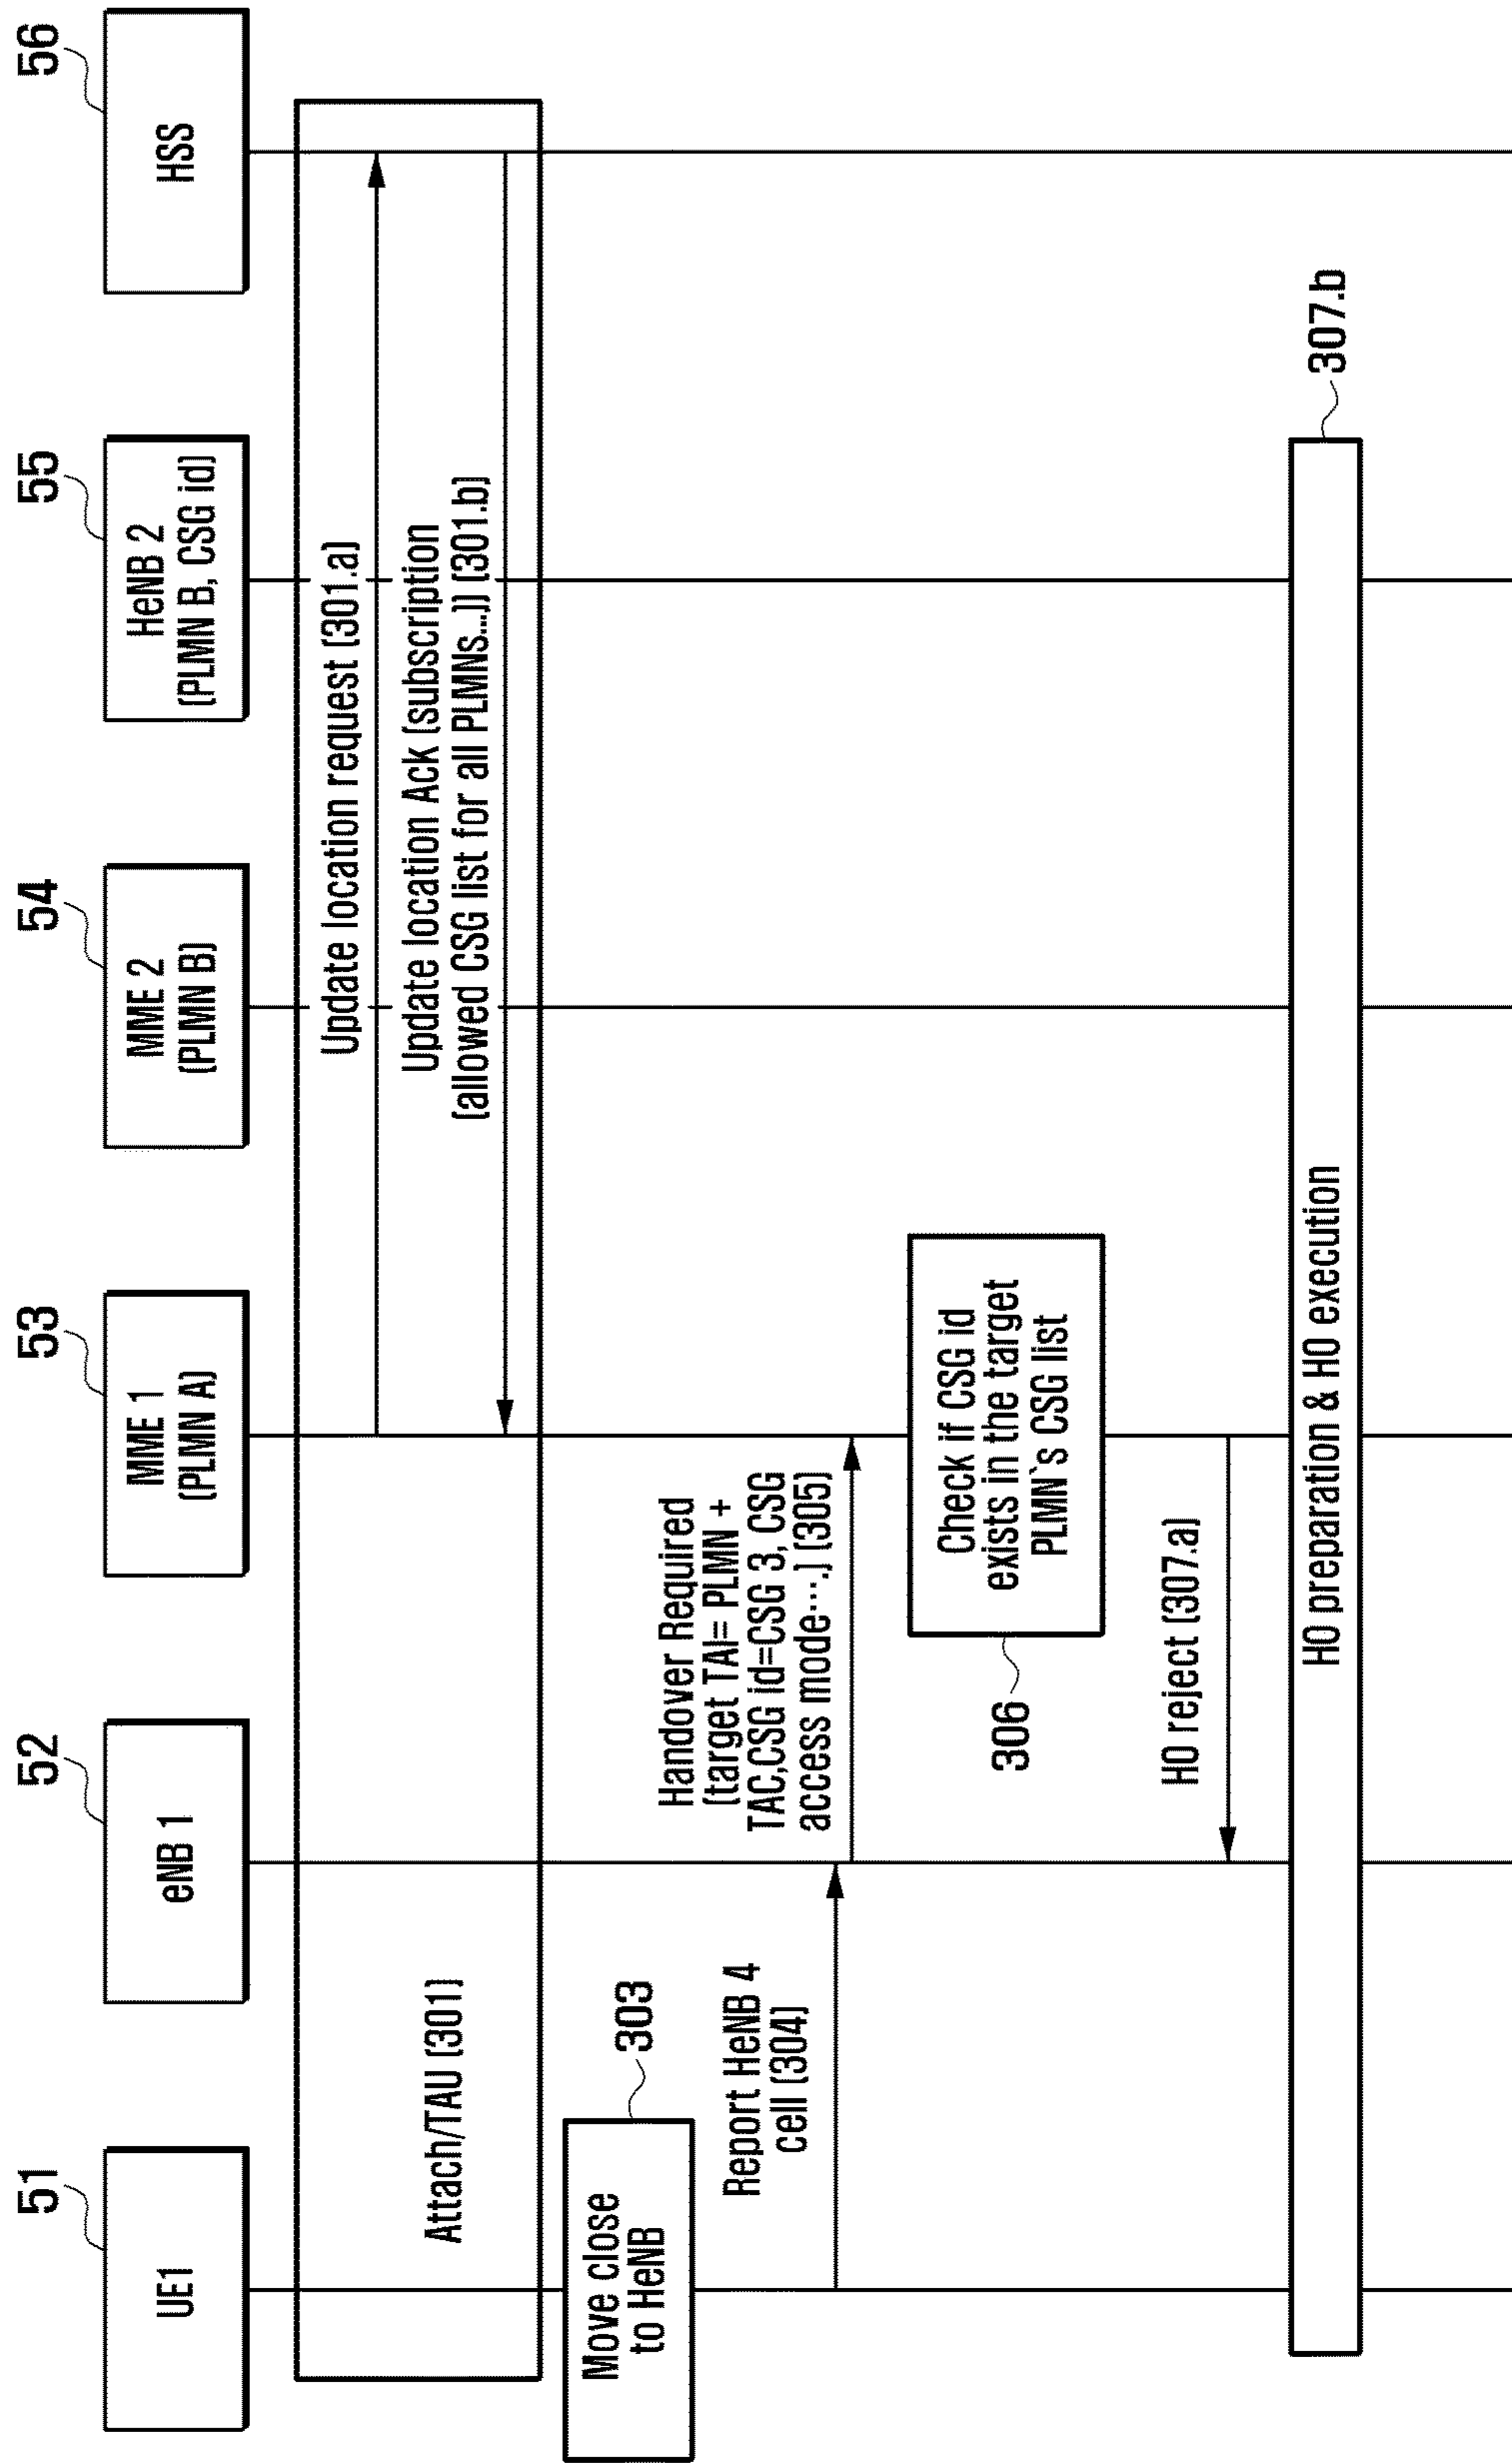 51
UE1
52
eNB 1
53
MME 1
(PLMN A)
54
MME 2
(PLMN B)
55
HeNB 2
(PLMN B, CSG id)
56
HSS
Attach/TAU (301)
Update location request (301.a)
Update location Ack (subscription
(allowed CSG list for all PLMNs...)) (301.b)
Move close
to HeNB
303
Report HeNB 4
cell (304)
Handover Required
(target TAI= PLMN +
TAC,CSG id=CSG 3, CSG
access mode....) (305)
Check if CSG id
exists in the target
PLMN`s CSG list
306
HO reject (307.a)
HO preparation & HO execution
307.b